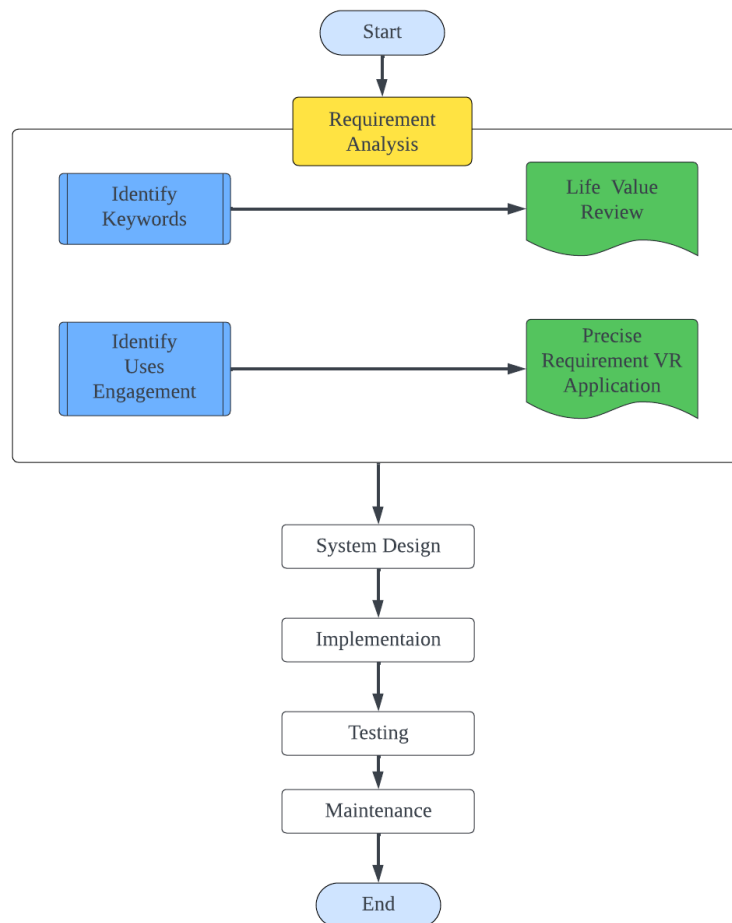 Start
Requirement
Analysis
Identify
Keywords
Life Value
Review
Identify
Uses
Engagement
Precise
Requirement VR
Application
System Design
Implementaion
Testing
Maintenance
End